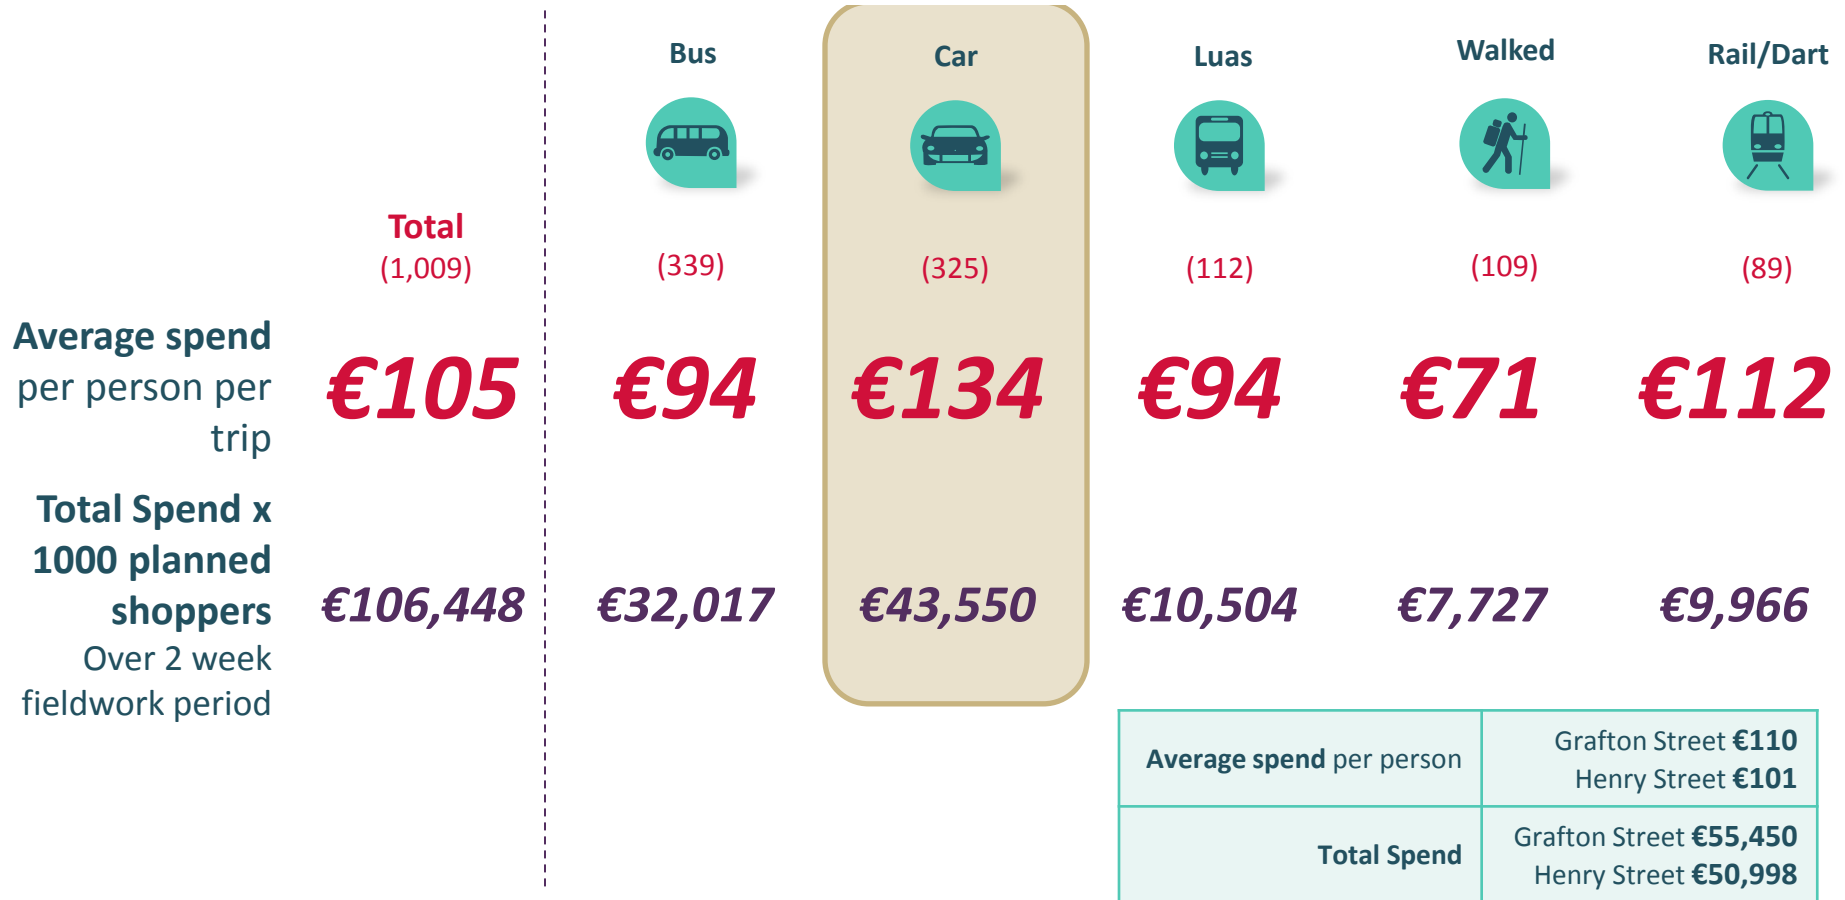 Bus
Car
Luas
Walked
Rail/Dart
Total
(1,009)
(339)
(325)
(112)
(109)
(89)
Average spend
per person per
trip
€105
€94
€134
€94
€71
€112
Total Spend x
1000 planned
shoppers
Over 2 week
fieldwork period
€106,448
€32,017
€43,550
€10,504
€7,727
€9,966
Average spend per person
Grafton Street €110
Henry Street €101
Total Spend
Grafton Street €55,450
Henry Street €50,998